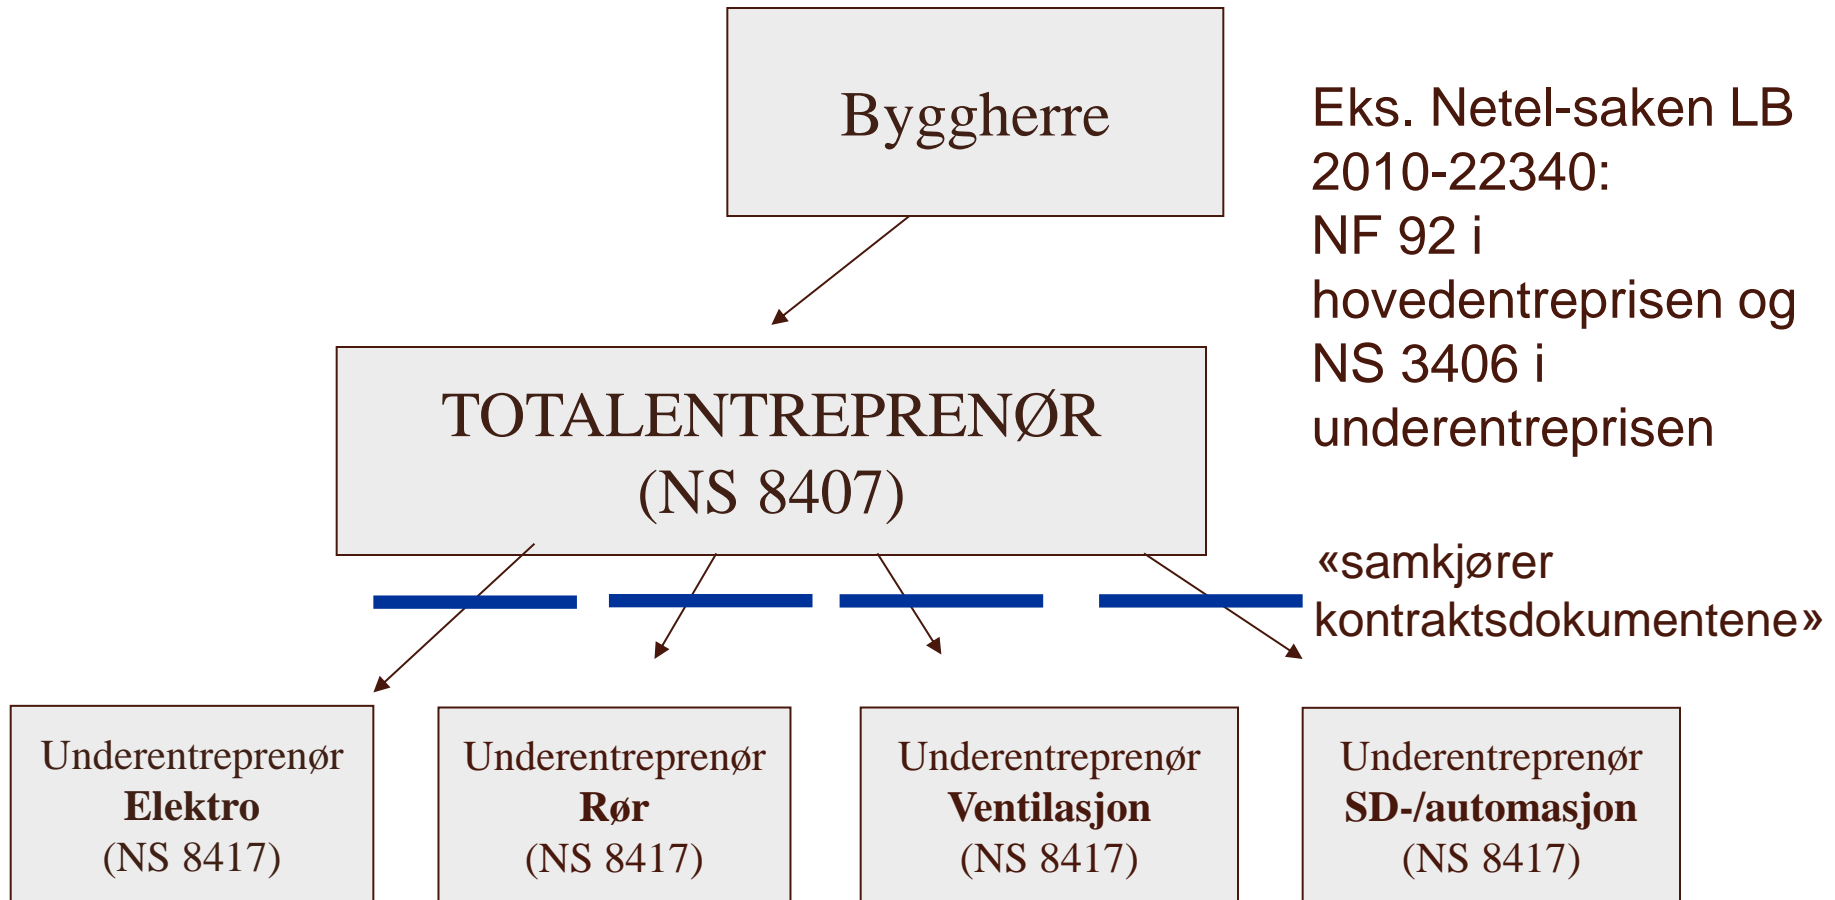 Byggherre
Eks. Netel-saken LB
2010-22340:
NF 92 i
hovedentreprisen og
NS 3406 i
underentreprisen
TOTALENTREPRENØR
(NS 8407)
«samkjører
kontraktsdokumentene»
Underentreprenør
Elektro
(NS 8417)
Underentreprenør
Rør
(NS 8417)
Underentreprenør
Ventilasjon
(NS 8417)
Underentreprenør
SD-/automasjon
(NS 8417)